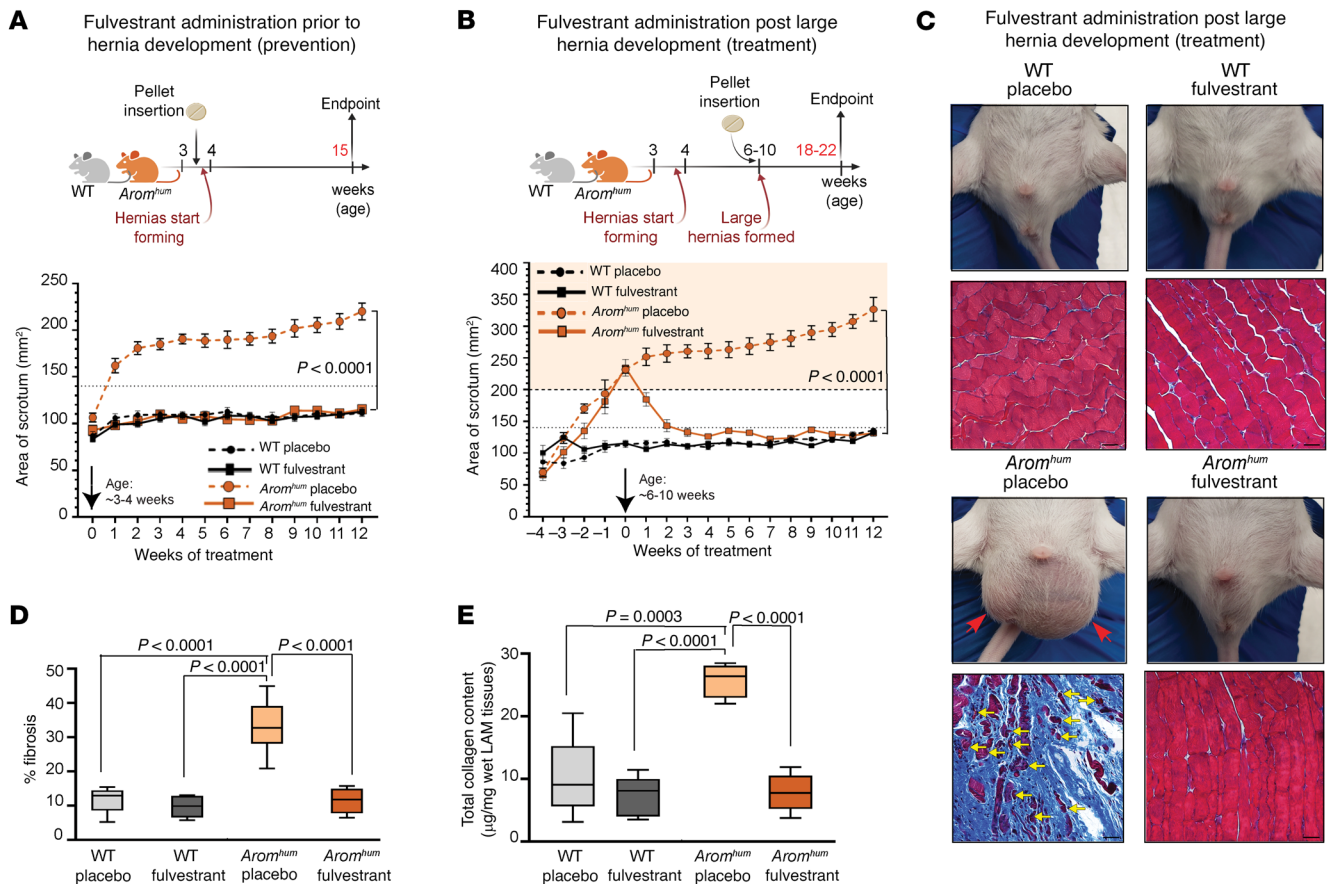 A
Fulvestrant administration prior to
hernia development (prevention)
Pellet
insertion
Endpoint
3
4
15
WT
Arom^hum
weeks
(age)
Hernias start
forming
Area of scrotum (mm²)
250
200
150
100
50
0
P < 0.0001
WT placebo
WT fulvestrant
Arom^hum placebo
Arom^hum fulvestrant
Age:
~3-4 weeks
0 1 2 3 4 5 6 7 8 9 10 11 12
Weeks of treatment
B
Fulvestrant administration post large
hernia development (treatment)
Pellet
insertion
Endpoint
3
4
6-10
18-22
WT
Arom^hum
weeks
(age)
Hernias start
forming
Large
hernias formed
Area of scrotum (mm²)
400
350
300
250
200
150
100
50
0
WT placebo
WT fulvestrant
Arom^hum placebo
Arom^hum fulvestrant
P < 0.0001
Age:
~6-10 weeks
–4 –3 –2 –1 0 1 2 3 4 5 6 7 8 9 10 11 12
Weeks of treatment
C
Fulvestrant administration post large
hernia development (treatment)
WT
placebo
WT
fulvestrant
Arom^hum
placebo
Arom^hum
fulvestrant
D
P < 0.0001
P < 0.0001
P < 0.0001
% fibrosis
50
40
30
20
10
0
WT
placebo
WT
fulvestrant
Arom^hum
placebo
Arom^hum
fulvestrant
E
P = 0.0003
P < 0.0001
P < 0.0001
Total collagen content
(μg/mg wet LAM tissues)
30
20
10
0
WT
placebo
WT
fulvestrant
Arom^hum
placebo
Arom^hum
fulvestrant